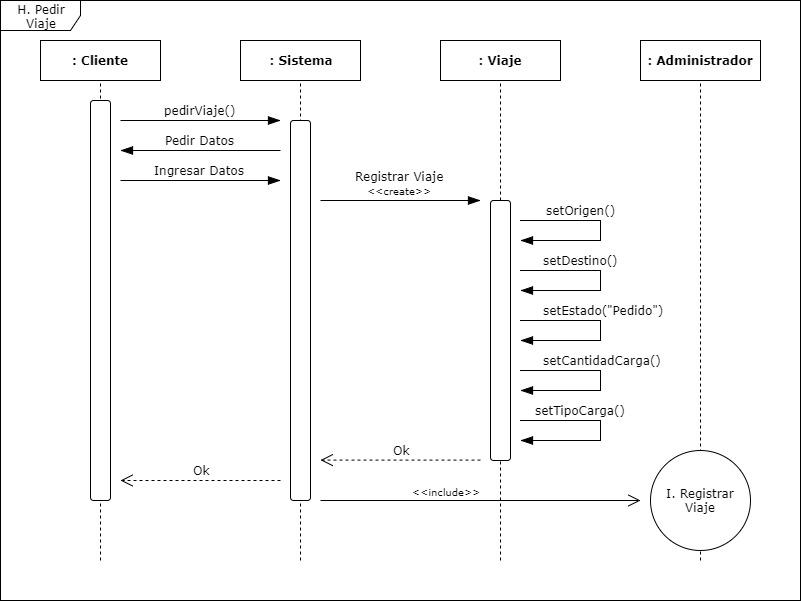 H. Pedir
Viaje
: Cliente
: Sistema
: Viaje
: Administrador
pedirViaje()
Pedir Datos
Ingresar Datos
Registrar Viaje
<<create>>
setOrigen()
setDestino()
setEstado("Pedido")
setCantidadCarga()
setTipoCarga()
Ok
Ok
<<include>>
I. Registrar
Viaje